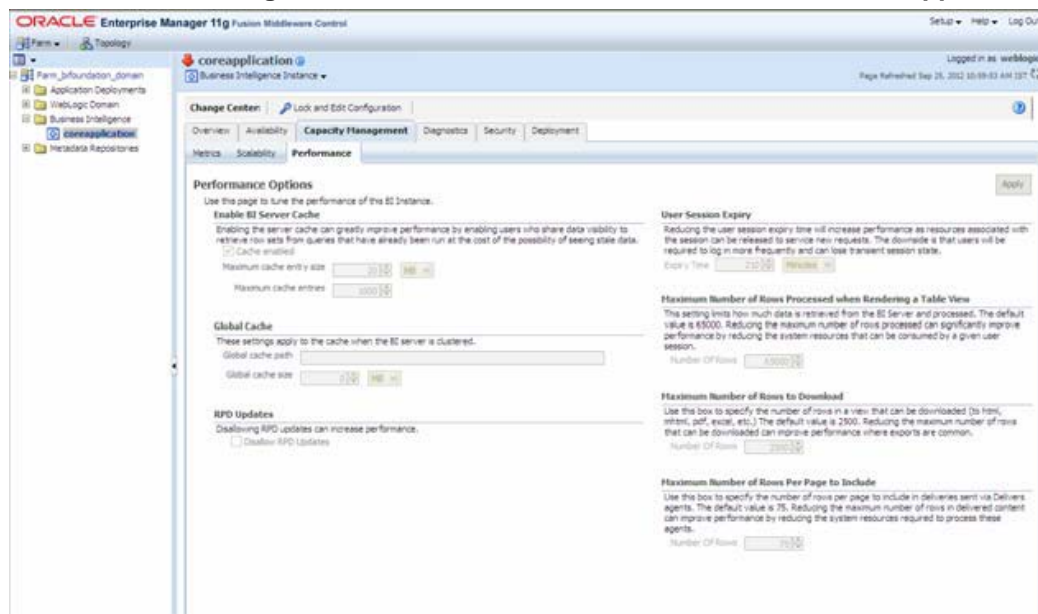 ORACLE Enterprise Manager 11g Fusion Middleware Control
Setup Help Log Out
Farm Topology
Farm_bifoundation_domain
Application Deployments
WebLogic Domain
Business Intelligence
coreapplication
Metadata Repositories
coreapplication
Business Intelligence Instance
Logged in as weblogic
Page Refreshed Sep 25, 2012 AM IST
Change Center: Lock and Edit Configuration
Overview Availability Capacity Management Diagnostics Security Deployment
Metrics Scalability Performance
Performance Options
Apply
Use this page to tune the performance of this BI Instance.
Enable BI Server Cache
Enabling the server cache can greatly improve performance by enabling users who share data visibility to
retrieve row sets from queries that have already been run at the cost of the possibility of seeing stale data.
Cache enabled
Maximum cache entry size 20 MB
Maximum cache entries 1000
Global Cache
These settings apply to the cache when the BI server is clustered.
Global cache path
Global cache size 0 MB
RPD Updates
Disallowing RPD updates can increase performance.
Disallow RPD Updates
User Session Expiry
Reducing the user session expiry time will increase performance as resources associated with
the session can be released to service new requests. The downside is that users will be
required to log in more frequently and can lose transient session state.
Expiry Time 210 Minutes
Maximum Number of Rows Processed when Rendering a Table View
This setting limits how much data is retrieved from the BI Server and processed. The default
value is 65000. Reducing the maximum number of rows processed can significantly improve
performance by reducing the system resources that can be consumed by a given user
session.
Number Of Rows 65000
Maximum Number of Rows to Download
Use this box to specify the number of rows in a view that can be downloaded (to html,
mhtml, pdf, excel, etc.) The default value is 2500. Reducing the maximum number of rows
that can be downloaded can improve performance where exports are common.
Number Of Rows 2500
Maximum Number of Rows Per Page to Include
Use this box to specify the number of rows per page to include in deliveries sent via Delivers
agents. The default value is 75. Reducing the maximum number of rows in delivered content
can improve performance by reducing the system resources required to process these
agents.
Number Of Rows 75